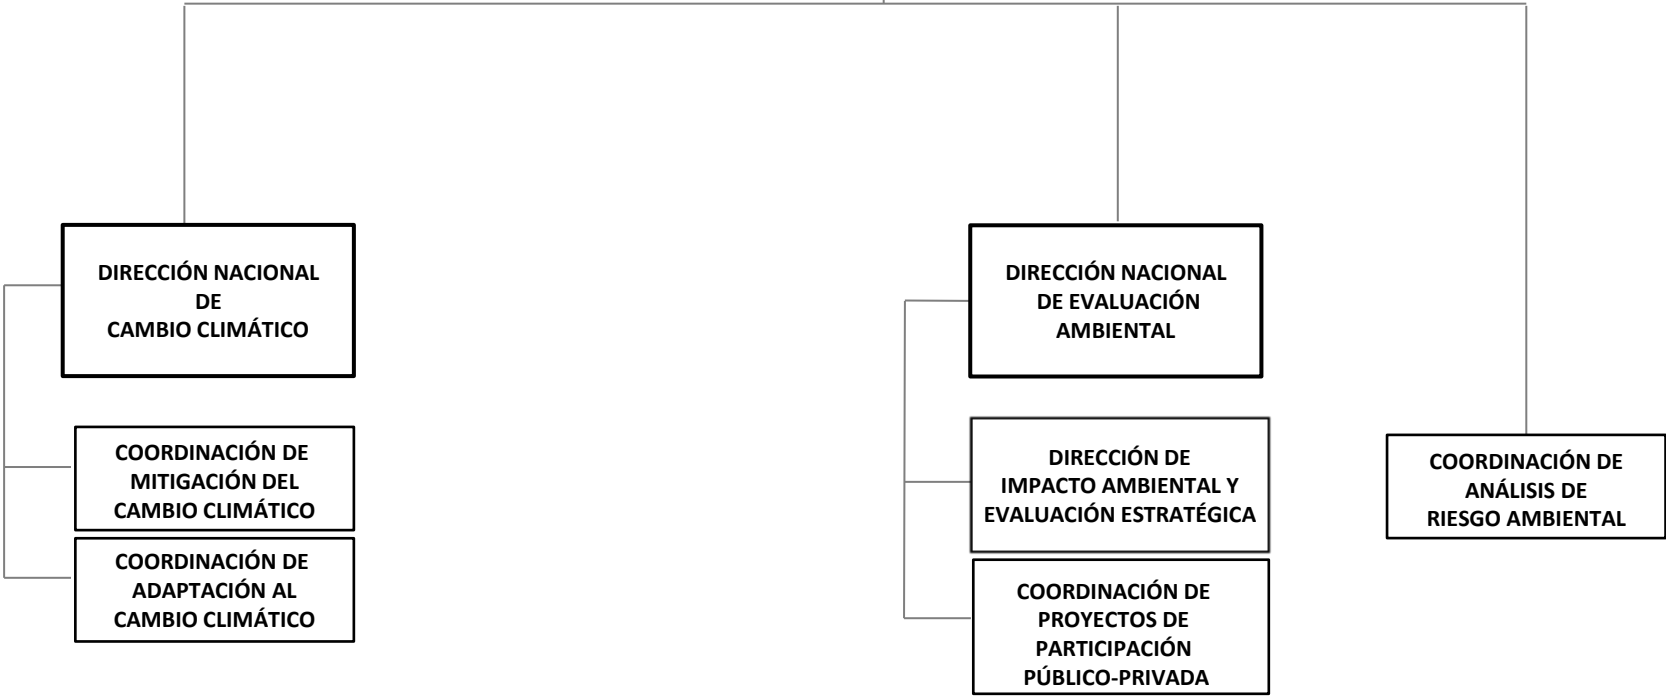 DIRECCIÓN NACIONAL
DE
CAMBIO CLIMÁTICO
COORDINACIÓN DE
MITIGACIÓN DEL
CAMBIO CLIMÁTICO
COORDINACIÓN DE
ADAPTACIÓN AL
CAMBIO CLIMÁTICO
DIRECCIÓN NACIONAL
DE EVALUACIÓN
AMBIENTAL
DIRECCIÓN DE
IMPACTO AMBIENTAL Y
EVALUACIÓN ESTRATÉGICA
COORDINACIÓN DE
PROYECTOS DE
PARTICIPACIÓN
PÚBLICO-PRIVADA
COORDINACIÓN DE
ANÁLISIS DE
RIESGO AMBIENTAL